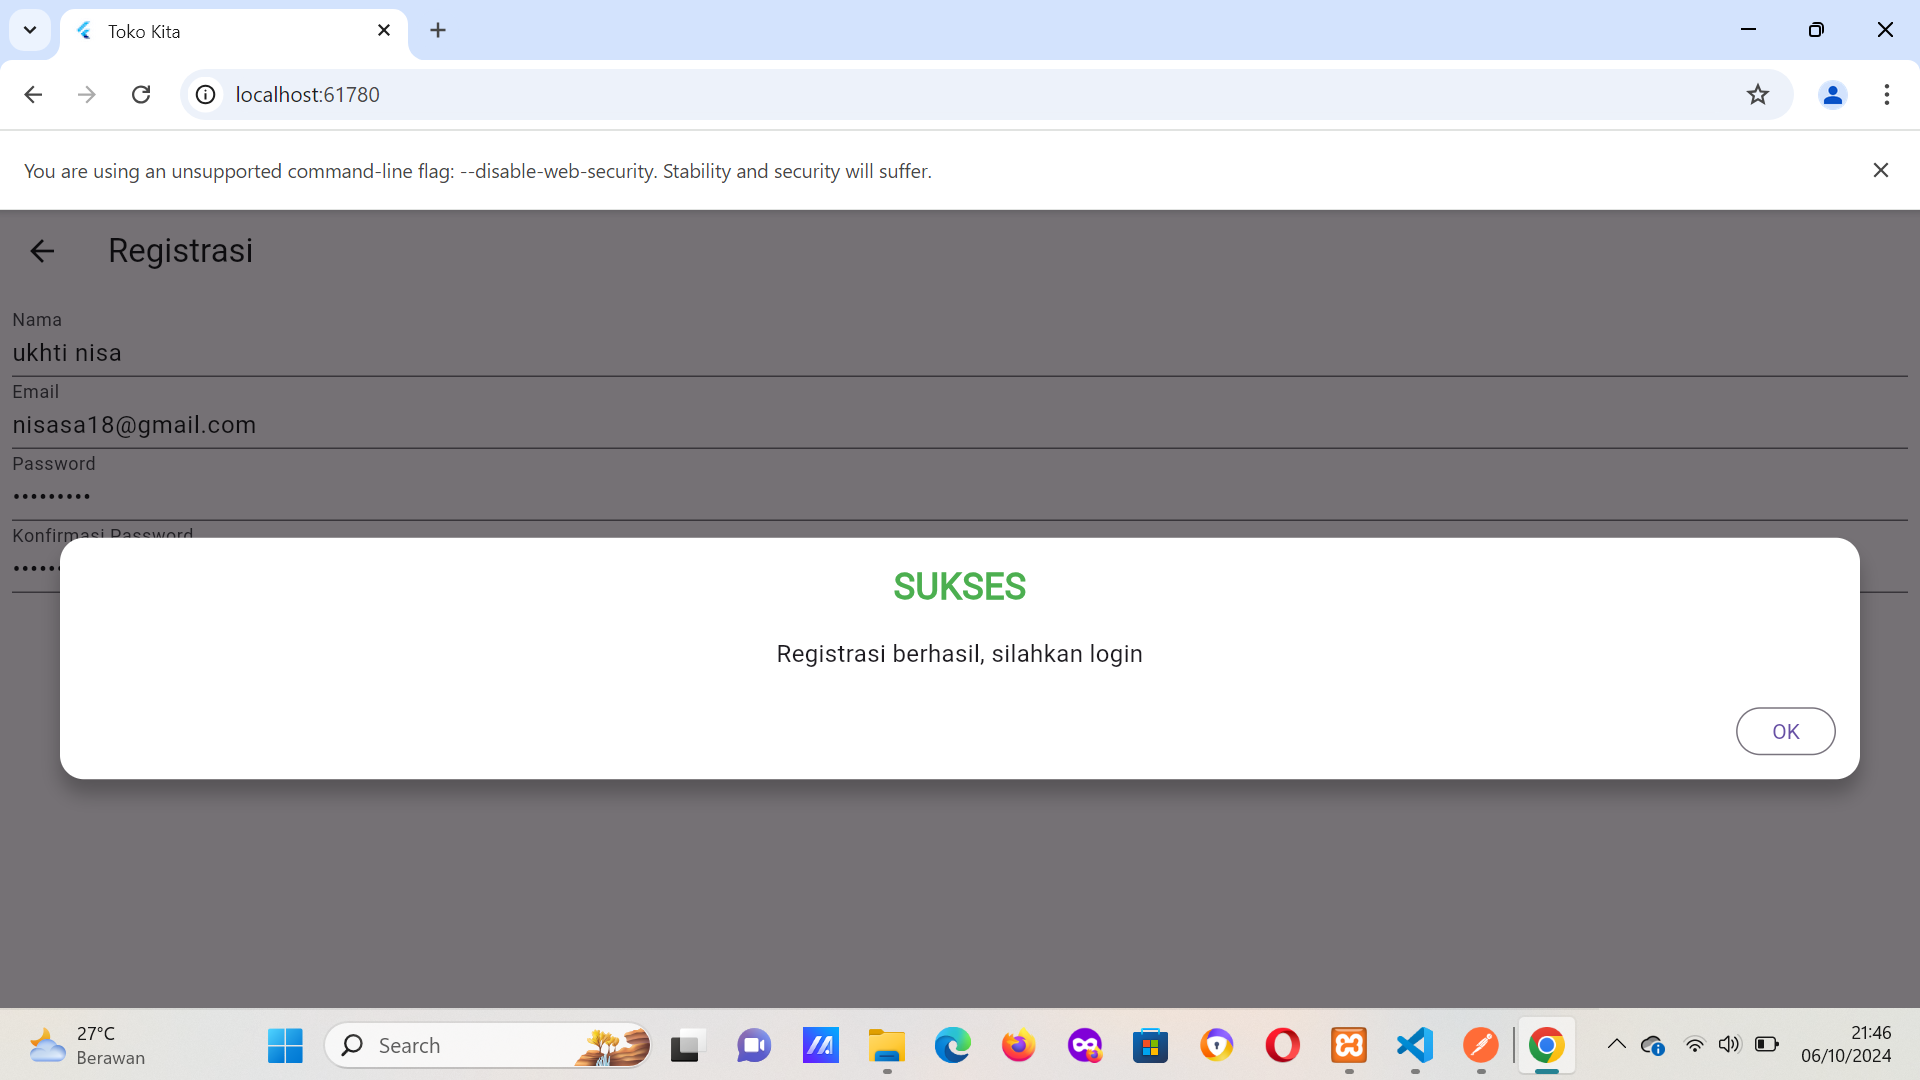 Toko Kita
localhost:61780
You are using an unsupported command-line flag: --disable-web-security. Stability and security will suffer.
Registrasi
Nama
ukhti nisa
Email
nisasa18@gmail.com
Password
•••••••••
Konfirmasi Password
••••••
SUKSES
Registrasi berhasil, silahkan login
OK
27°C
Berawan
Search
21:46
06/10/2024